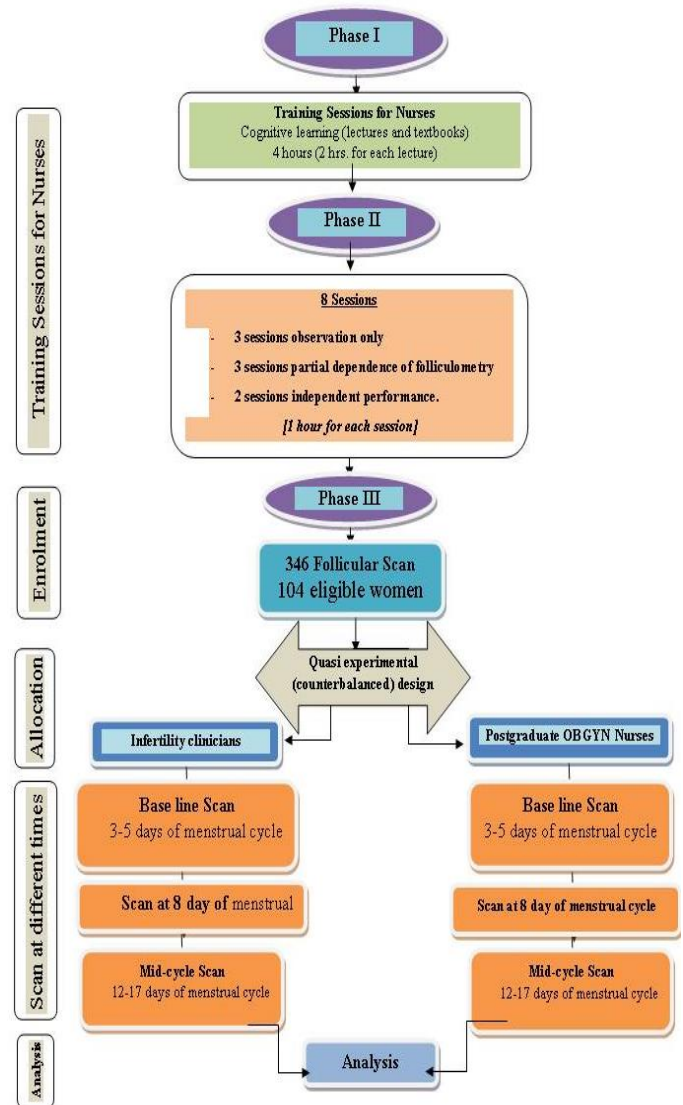 Phase I
Training Sessions for Nurses
Training Sessions for Nurses
Cognitive learning (lectures and textbooks)
4 hours (2 hrs. for each lecture)
Phase II
8 Sessions
- 3 sessions observation only
- 3 sessions partial dependence of folliculometry
- 2 sessions independent performance.
[1 hour for each session]
Phase III
Enrolment
346 Follicular Scan
104 eligible women
Quasi experimental
(counterbalanced) design
Allocation
Infertility clinicians
Postgraduate OBGYN Nurses
Scan at different times
Base line Scan
3-5 days of menstrual cycle
Base line Scan
3-5 days of menstrual cycle
Scan at 8 day of menstrual
Scan at 8 day of menstrual cycle
Mid-cycle Scan
12-17 days of menstrual cycle
Mid-cycle Scan
12-17 days of menstrual cycle
Analysis
Analysis